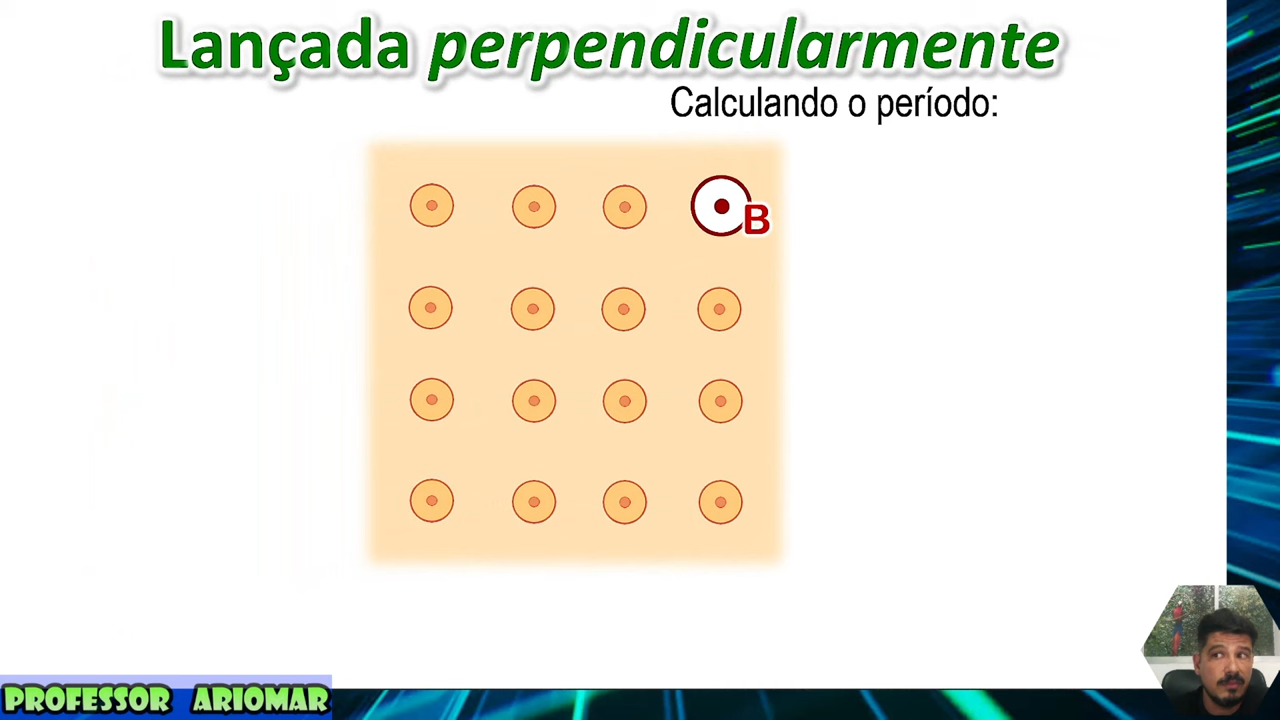 Lançada perpendicularmente
Calculando o período:
B
PROFESSOR ARIOMAR